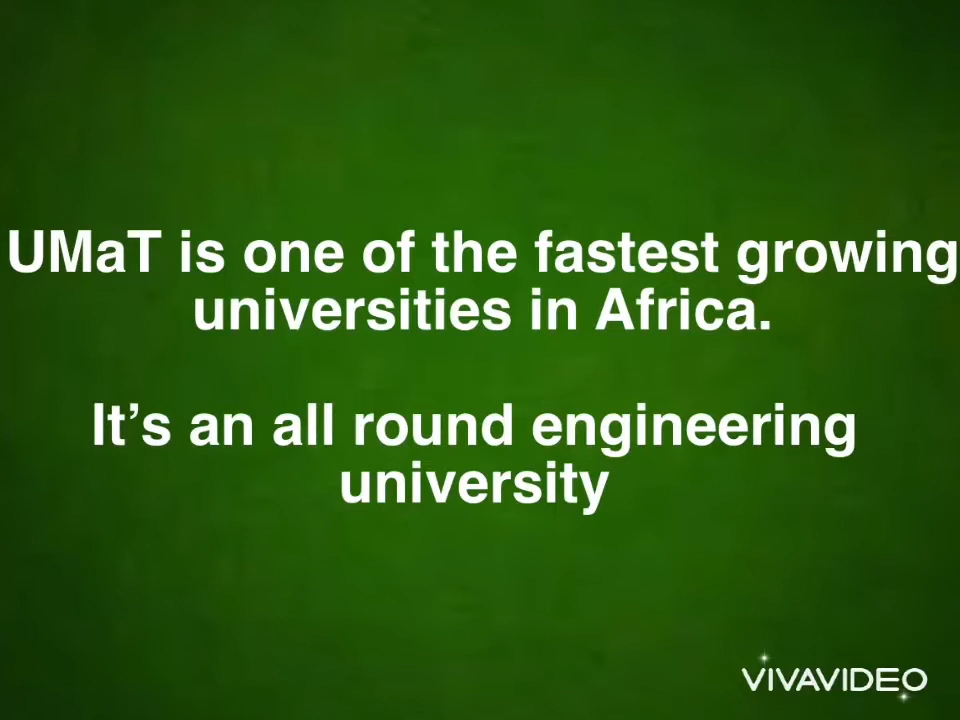 UMaT is one of the fastest growing
universities in Africa.
It’s an all round engineering
university
VIVAVIDEO